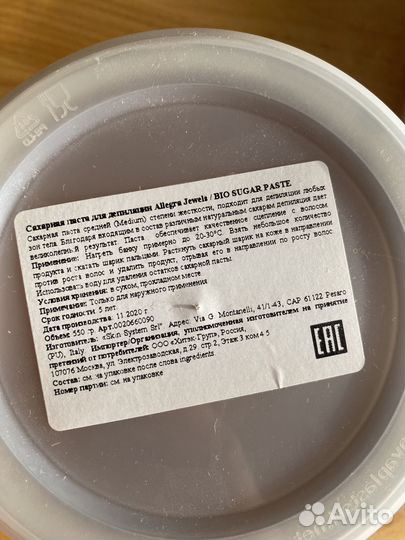 Сахарная паста для депиляции Allegra Jewels / BIO SUGAR PASTE
Сахарная паста средней (Medium) степени жесткости, подходит для депиляции любых
зон тела. Благодаря входящим в состав различным натуральным сахарам депиляция дает
великолепный результат. Паста обеспечивает качественное сцепление с волосом.
Применение: Нагреть банку примерно до 20-30°C. Взять небольшое количество
продукта и скатать шарик пальцами. Растянуть сахарный шарик на коже в направлении
против роста волос и удалить продукт, отрывая его в направлении по росту волос
Использовать воду для удаления остатков сахарной пасты.
Условия хранения: в сухом, прохладном месте
Примечание: Только для наружного применения
Срок годности: 5 лет.
Дата производства: 11.2020 г.
Объем: 550 гр. Арт.0020660090
Изготовитель: «Skin System Srl» Адрес: Via G. Montanelli, 41/1-43, CAP 61122 Pesaro
(PU), Italy. Импортер/Организация, уполномоченная изготовителем на принятие
претензий от потребителей: ООО «Хитэк-Групп, Россия,
107076 Москва, ул. Электрозаводская, д 29, стр 2, Этаж 3 ком 4 5
Состав: см. на упаковке после слова ingredients
Номер партии: см. на упаковке
EAC
Avito